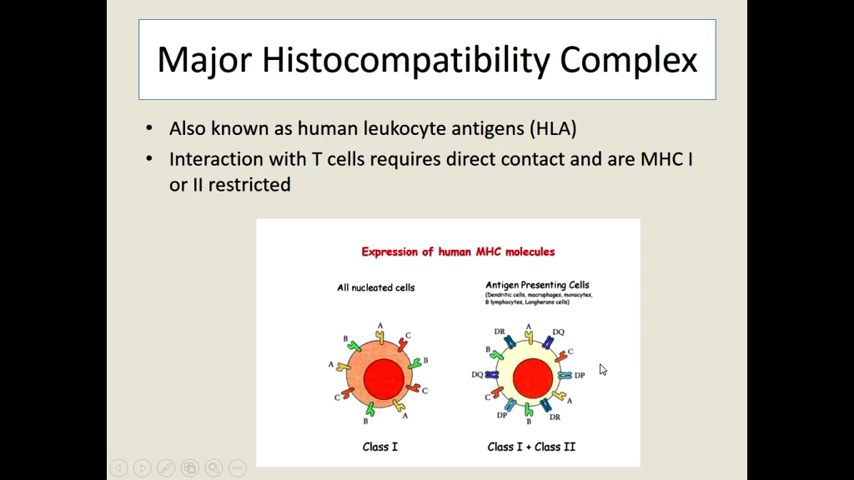 Major Histocompatibility Complex
• Also known as human leukocyte antigens (HLA)
• Interaction with T cells requires direct contact and are MHC I
or II restricted
Expression of human MHC molecules
All nucleated cells
A
B
C
A
B
C
C
B
A
Class I
Antigen Presenting Cells
(Dendritic cells, macrophages, monocytes,
B lymphocytes, Langherans cells)
DR
A
DQ
B
C
DQ
DP
C
A
DP
B
DR
Class I + Class II